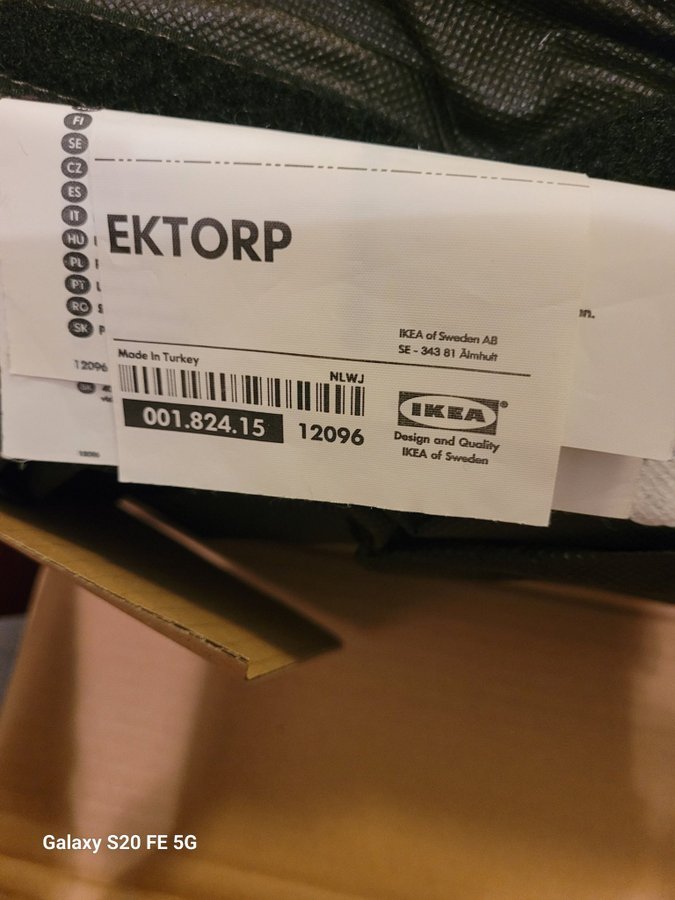 FI
SE
CZ
ES
IT
HU
PL
PT
RO
SK
12096
EKTORP
IKEA of Sweden AB
SE - 343 81 Älmhult
Made in Turkey
NLWJ
001.824.15
12096
IKEA®
Design and Quality
IKEA of Sweden
Galaxy S20 FE 5G